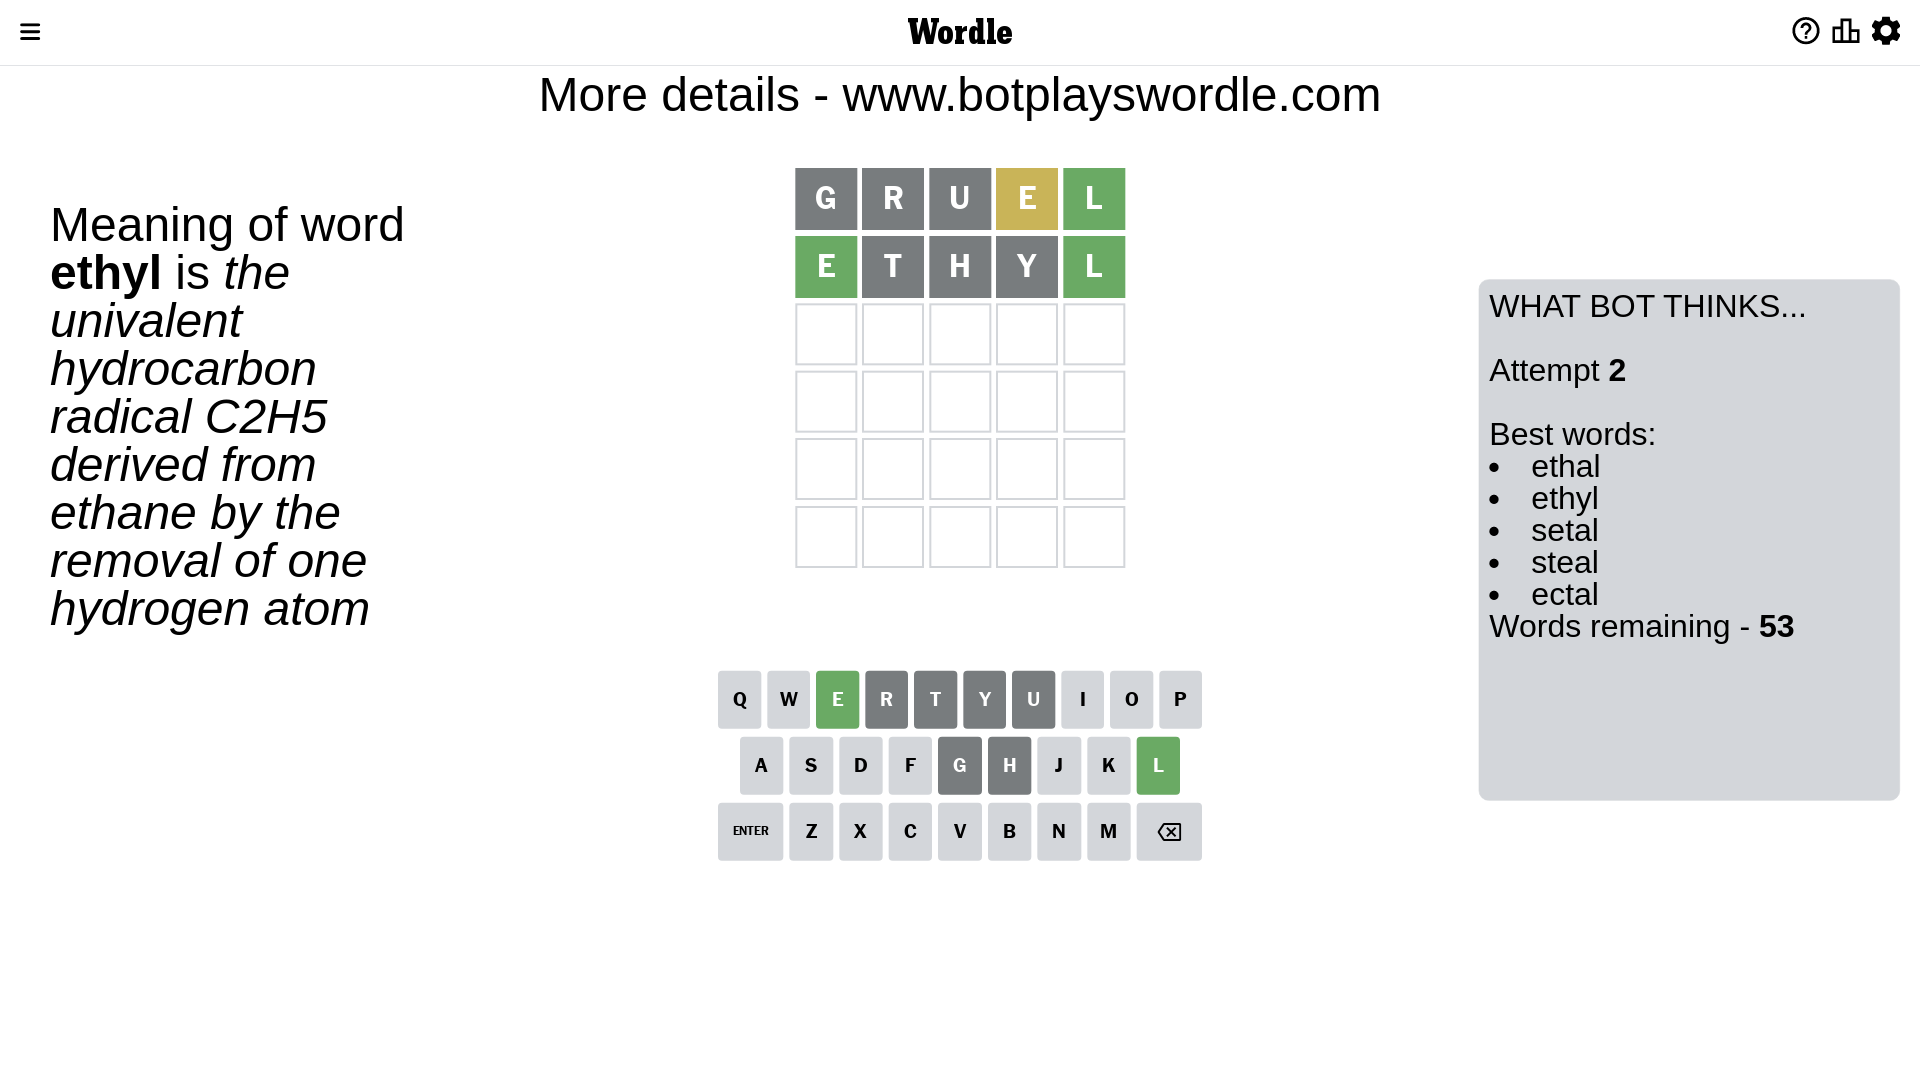 Wordle
More details - www.botplayswordle.com
Meaning of word
ethyl is the
univalent
hydrocarbon
radical C2H5
derived from
ethane by the
removal of one
hydrogen atom
G R U E L
E T H Y L
WHAT BOT THINKS...
Attempt 2
Best words:
• ethal
• ethyl
• setal
• steal
• ectal
Words remaining - 53
Q W E R T Y U I O P
A S D F G H J K L
ENTER Z X C V B N M